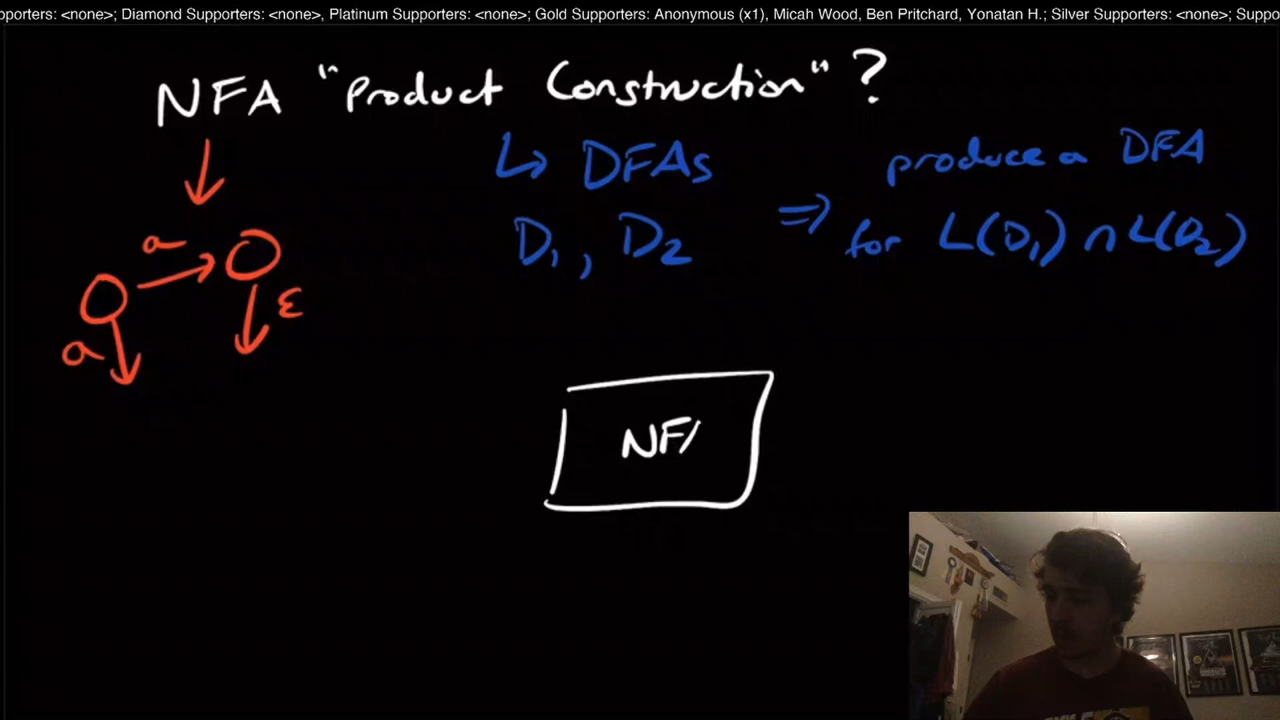 pporters: <none>; Diamond Supporters: <none>, Platinum Supporters: <none>; Gold Supporters: Anonymous (x1), Micah Wood, Ben Pritchard, Yonatan H.; Silver Supporters: <none>; Suppo
NFA "Product Construction" ?
↳ DFAs
D₁, D₂
⇒
produce a DFA
for L(D₁) ∩ L(D₂)
a
a
ε
NF/